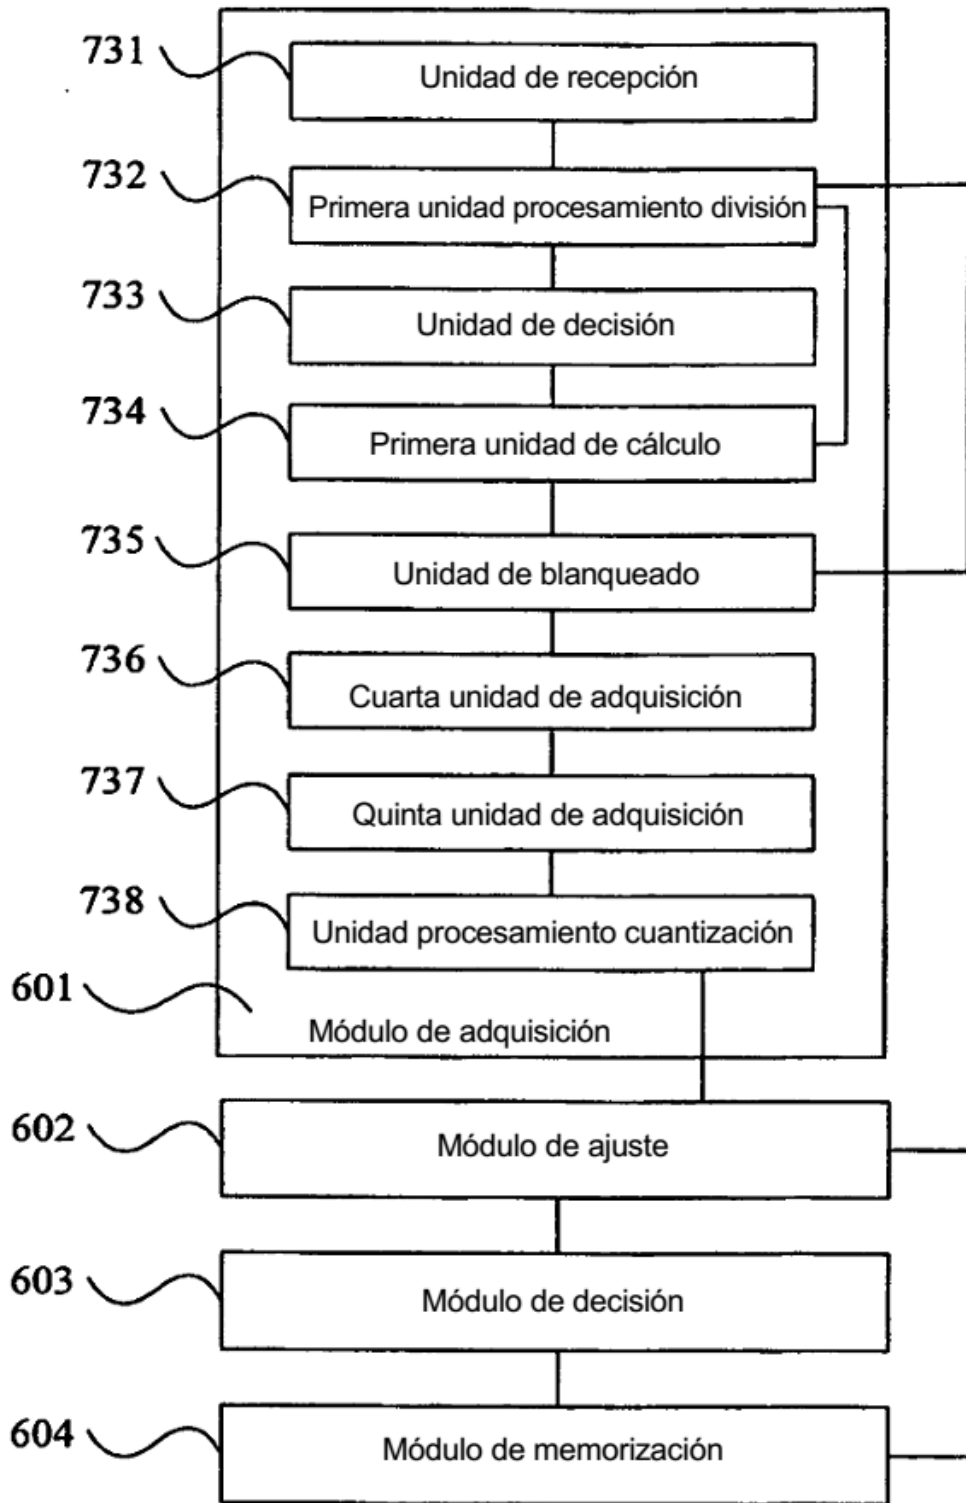 731
Unidad de recepción
732
Primera unidad procesamiento división
733
Unidad de decisión
734
Primera unidad de cálculo
735
Unidad de blanqueado
736
Cuarta unidad de adquisición
737
Quinta unidad de adquisición
738
Unidad procesamiento cuantización
601
Módulo de adquisición
602
Módulo de ajuste
603
Módulo de decisión
604
Módulo de memorización